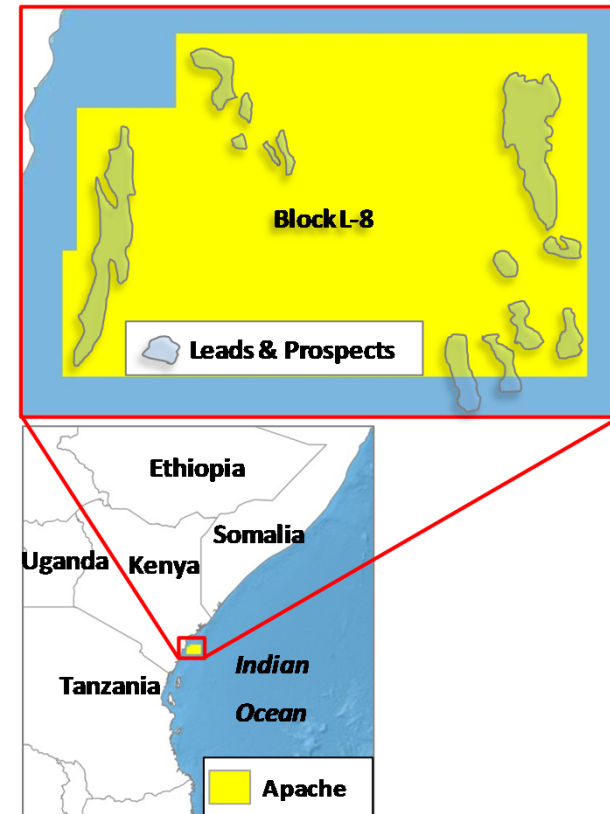 Block L-8
Leads & Prospects
Ethiopia
Somalia
Uganda
Kenya
Tanzania
Indian
Ocean
Apache